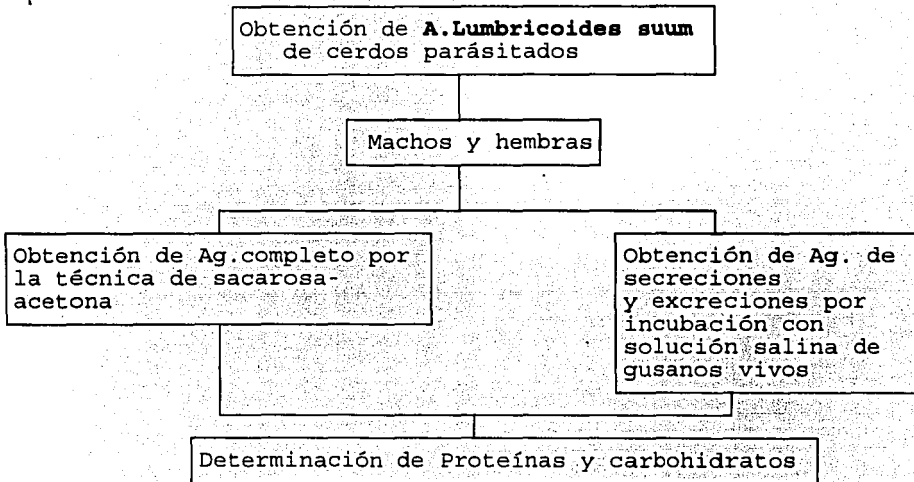 Obtención de A.Lumbricoides suum
de cerdos parásitados
Machos y hembras
Obtención de Ag.completo por
la técnica de sacarosa-
acetona
Obtención de Ag. de
secreciones
y excreciones por
incubación con
solución salina de
gusanos vivos
Determinación de Proteínas y carbohidratos